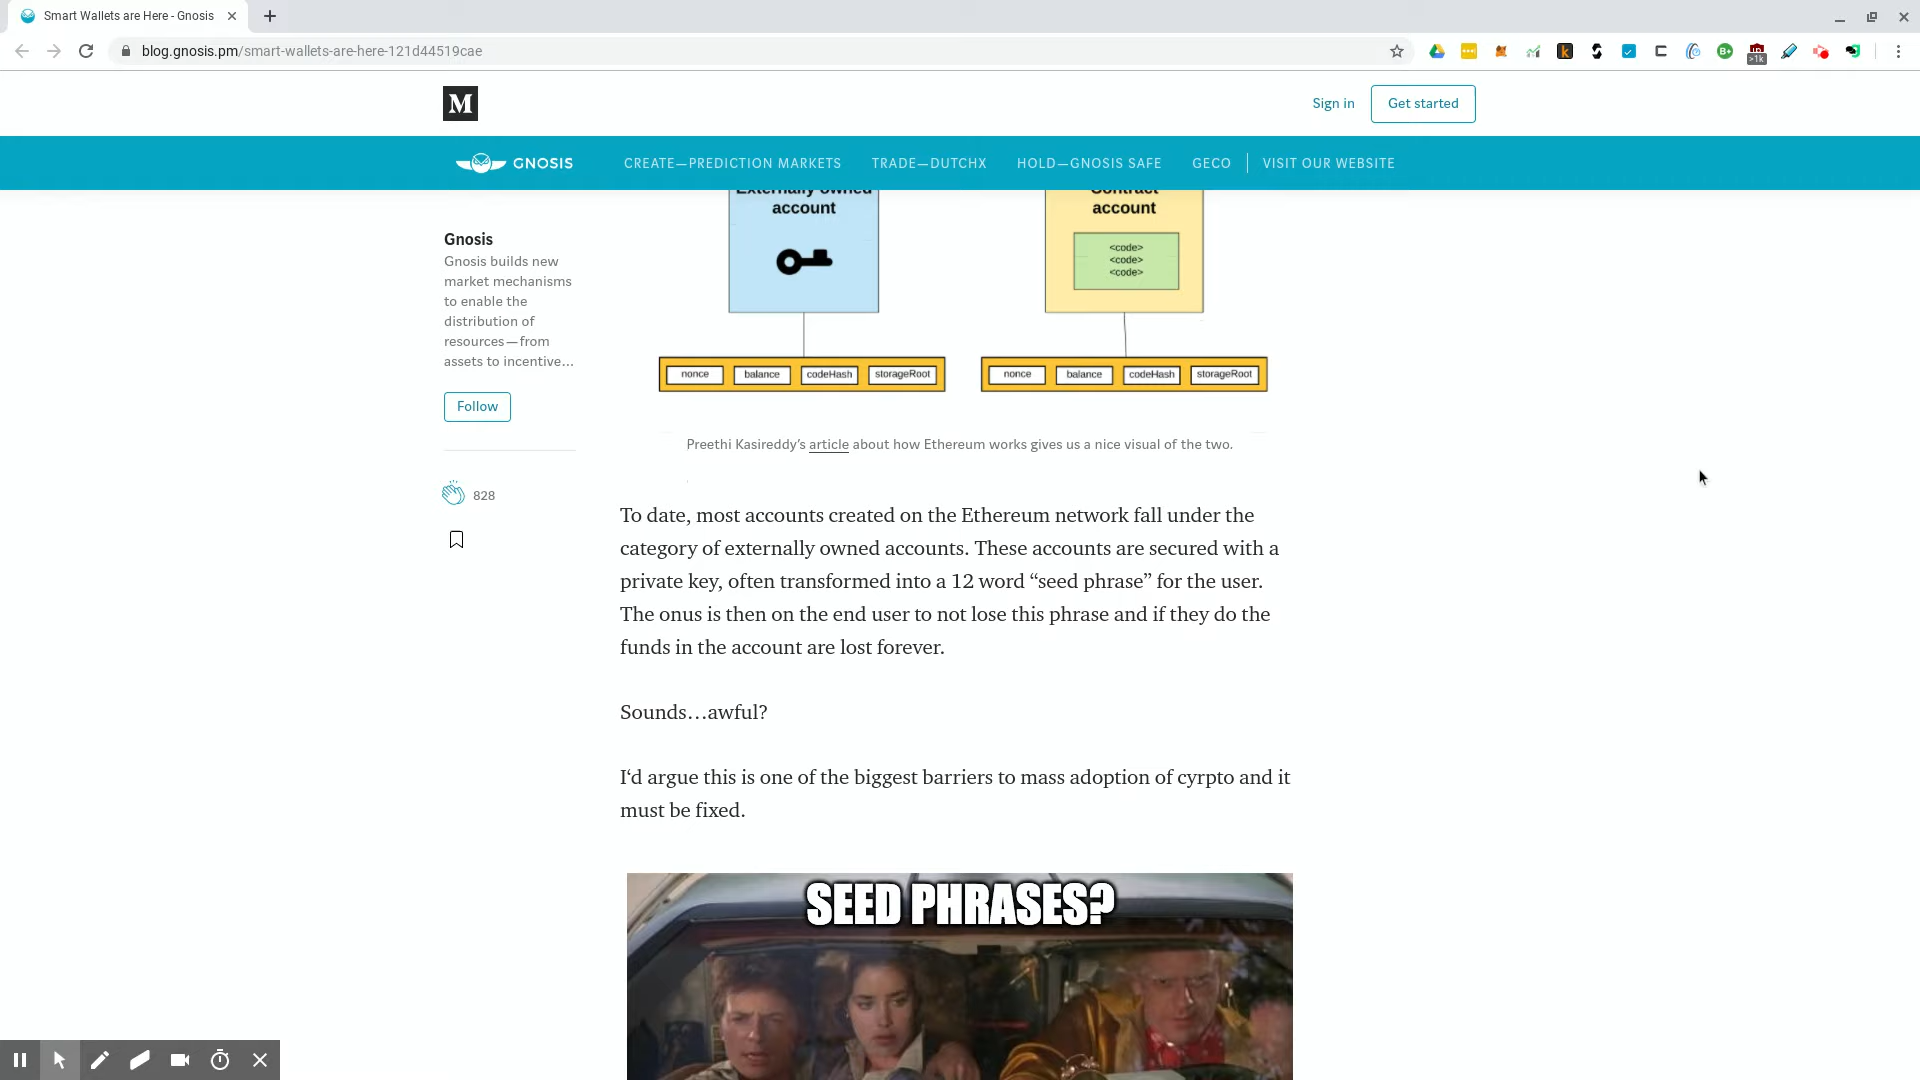 Smart Wallets are Here - Gnosis
blog.gnosis.pm/smart-wallets-are-here-121d44519cae
>1k
M
Sign in
Get started
GNOSIS
CREATE—PREDICTION MARKETS
TRADE—DUTCHX
HOLD—GNOSIS SAFE
GECO
VISIT OUR WEBSITE
Externally owned
account
Contract
account
<code>
<code>
<code>
nonce
balance
codeHash
storageRoot
nonce
balance
codeHash
storageRoot
Gnosis
Gnosis builds new
market mechanisms
to enable the
distribution of
resources — from
assets to incentive…
Follow
828
Preethi Kasireddy’s article about how Ethereum works gives us a nice visual of the two.
To date, most accounts created on the Ethereum network fall under the
category of externally owned accounts. These accounts are secured with a
private key, often transformed into a 12 word “seed phrase” for the user.
The onus is then on the end user to not lose this phrase and if they do the
funds in the account are lost forever.
Sounds…awful?
I‘d argue this is one of the biggest barriers to mass adoption of cyrpto and it
must be fixed.
SEED PHRASES?